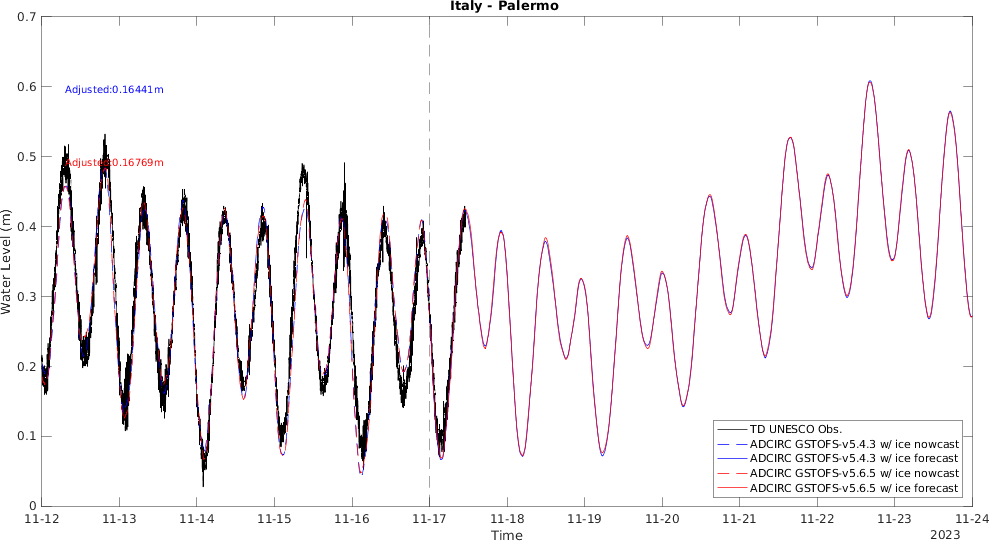 Italy - Palermo
0.7
0.6
0.5
0.4
0.3
0.2
0.1
0
Water Level (m)
Adjusted:0.16441m
Adjusted:0.16769m
TD UNESCO Obs.
ADCIRC GSTOFS-v5.4.3 w/ ice nowcast
ADCIRC GSTOFS-v5.4.3 w/ ice forecast
ADCIRC GSTOFS-v5.6.5 w/ ice nowcast
ADCIRC GSTOFS-v5.6.5 w/ ice forecast
11-12 11-13 11-14 11-15 11-16 11-17 11-18 11-19 11-20 11-21 11-22 11-23 11-24
Time
2023